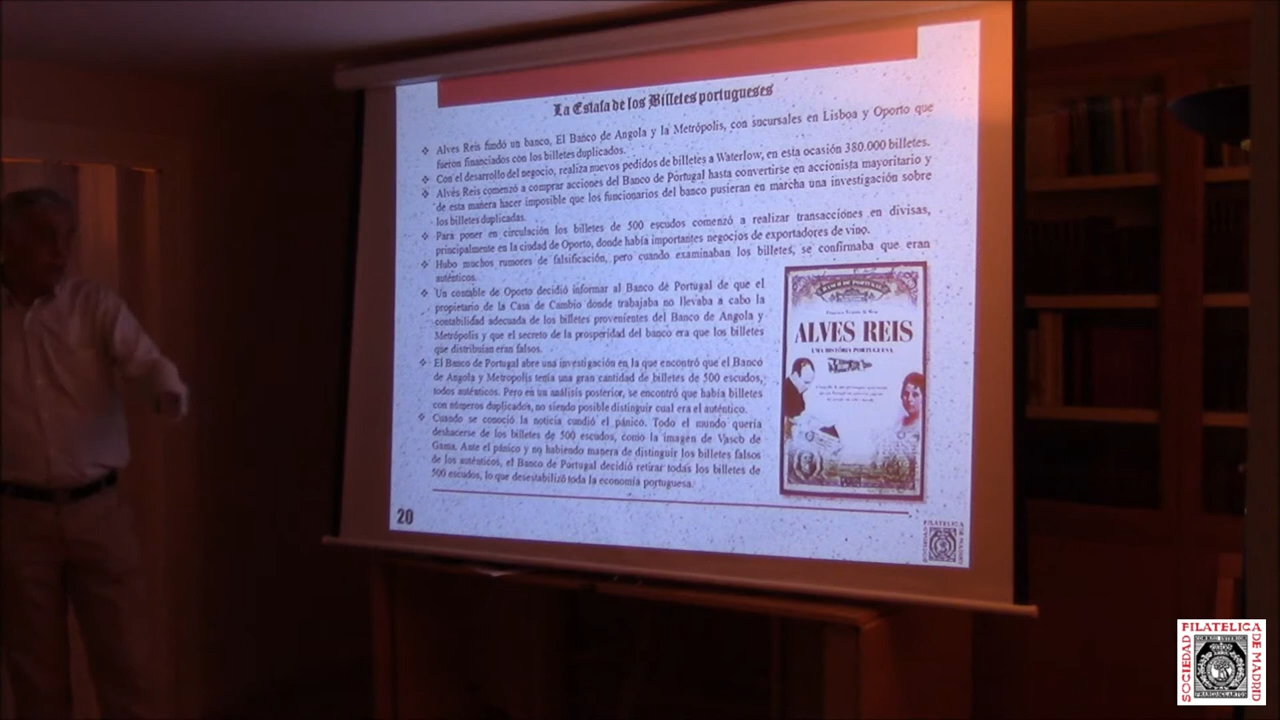 La Estafa de los Billetes portugueses
❖ Alves Reis fundó un banco, El Banco de Angola y la Metrópolis, con sucursales en Lisboa y Oporto que
fueron financiados con los billetes duplicados.
❖ Con el desarrollo del negocio, realiza nuevos pedidos de billetes a Waterlow, en esta ocasión 380.000 billetes.
❖ Alves Reis comenzó a comprar acciones del Banco de Portugal hasta convertirse en accionista mayoritario y
de esta manera hacer imposible que los funcionarios del banco pusieran en marcha una investigación sobre
los billetes duplicadas.
❖ Para poner en circulación los billetes de 500 escudos comenzó a realizar transacciones en divisas,
principalmente en la ciudad de Oporto, donde había importantes negocios de exportadores de vino.
❖ Hubo muchos rumores de falsificación, pero cuando examinaban los billetes, se confirmaba que eran
auténticos.
❖ Un contable de Oporto decidió informar al Banco de Portugal de que el
propietario de la Casa de Cambio donde trabajaba no llevaba a cabo la
contabilidad adecuada de los billetes provenientes del Banco de Angola y
Metrópolis y que el secreto de la prosperidad del banco era que los billetes
que distribuían eran falsos.
❖ El Banco de Portugal abre una investigación en la que encontró que el Banco
de Angola y Metropolis tenía una gran cantidad de billetes de 500 escudos,
todos auténticos. Pero en un análisis posterior, se encontró que había billetes
con números duplicados, no siendo posible distinguir cual era el auténtico.
❖ Cuando se conoció la noticia cundió el pánico. Todo el mundo quería
deshacerse de los billetes de 500 escudos, como la imagen de Vasco de
Gama. Ante el pánico y no habiendo manera de distinguir los billetes falsos
de los auténticos, el Banco de Portugal decidió retirar todas los billetes de
500 escudos, lo que desestabilizó toda la economía portuguesa.
BANCO DE PORTUGAL
ALVES REIS
UMA HISTÓRIA PORTUGUESA
20
SOCIEDAD FILATELICA DE MADRID